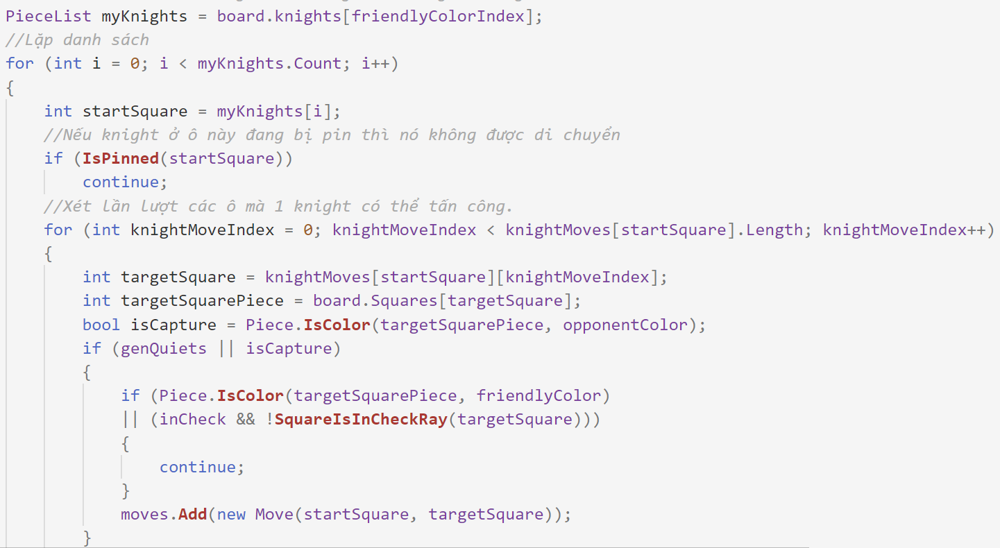 PieceList myKnights = board.knights[friendlyColorIndex];
//Lặp danh sách
for (int i = 0; i < myKnights.Count; i++)
{
    int startSquare = myKnights[i];
    //Nếu knight ở ô này đang bị pin thì nó không được di chuyển
    if (IsPinned(startSquare))
        continue;
    //Xét lần lượt các ô mà 1 knight có thể tấn công.
    for (int knightMoveIndex = 0; knightMoveIndex < knightMoves[startSquare].Length; knightMoveIndex++)
    {
        int targetSquare = knightMoves[startSquare][knightMoveIndex];
        int targetSquarePiece = board.Squares[targetSquare];
        bool isCapture = Piece.IsColor(targetSquarePiece, opponentColor);
        if (genQuiets || isCapture)
        {
            if (Piece.IsColor(targetSquarePiece, friendlyColor)
            || (inCheck && !SquareIsInCheckRay(targetSquare)))
            {
                continue;
            }
            moves.Add(new Move(startSquare, targetSquare));
        }